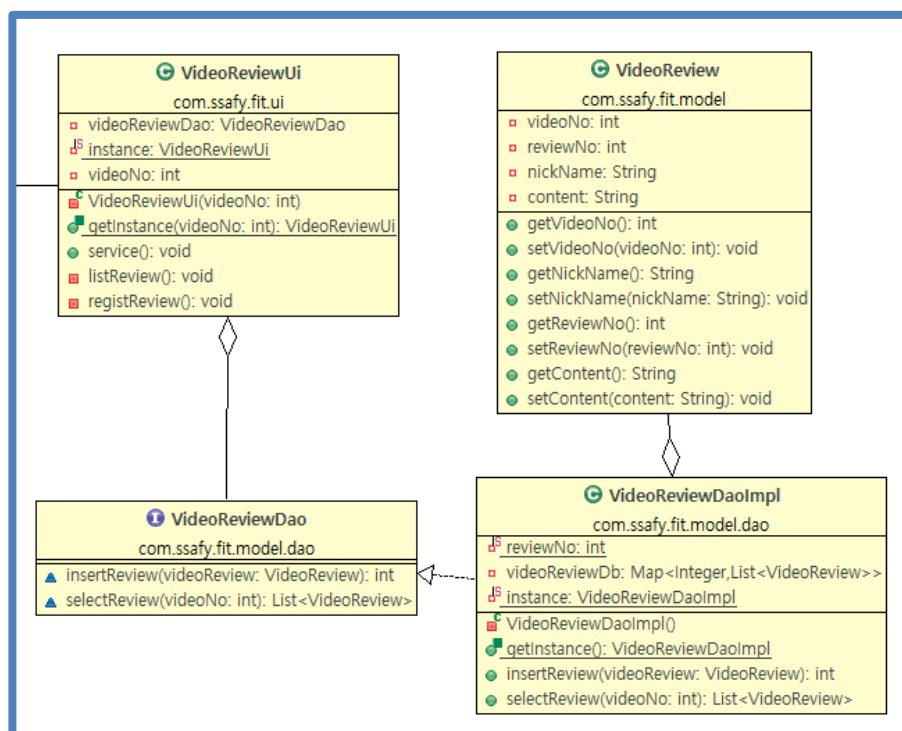 VideoReviewUi
com.ssafy.fit.ui
videoReviewDao: VideoReviewDao
instance: VideoReviewUi
videoNo: int
VideoReviewUi(videoNo: int)
getInstance(videoNo: int): VideoReviewUi
service(): void
listReview(): void
registReview(): void
VideoReview
com.ssafy.fit.model
videoNo: int
reviewNo: int
nickName: String
content: String
getVideoNo(): int
setVideoNo(videoNo: int): void
getNickName(): String
setNickName(nickName: String): void
getReviewNo(): int
setReviewNo(reviewNo: int): void
getContent(): String
setContent(content: String): void
VideoReviewDao
com.ssafy.fit.model.dao
insertReview(videoReview: VideoReview): int
selectReview(videoNo: int): List<VideoReview>
VideoReviewDaoImpl
com.ssafy.fit.model.dao
reviewNo: int
videoReviewDb: Map<Integer,List<VideoReview>>
instance: VideoReviewDaoImpl
VideoReviewDaoImpl()
getInstance(): VideoReviewDaoImpl
insertReview(videoReview: VideoReview): int
selectReview(videoNo: int): List<VideoReview>